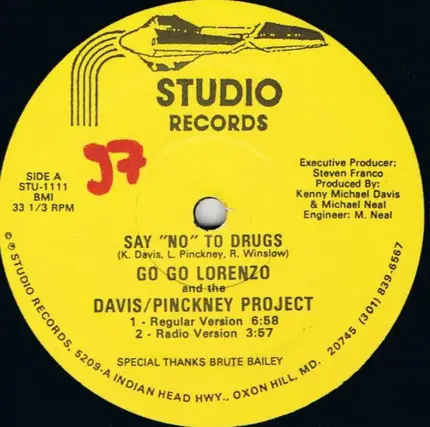 STUDIO
RECORDS
SIDE A
STU-1111
BMI
33 1/3 RPM
97
Executive Producer:
Steven Franco
Produced By:
Kenny Michael Davis
& Michael Neal
Engineer: M. Neal
SAY "NO" TO DRUGS
(K. Davis, L. Pinckney, R. Winslow)
GO GO LORENZO
and the
DAVIS/PINCKNEY PROJECT
1 - Regular Version 6:58
2 - Radio Version 3:57
SPECIAL THANKS BRUTE BAILEY
© ℗ STUDIO RECORDS, 5209-A INDIAN HEAD HWY., OXON HILL, MD. 20745 (301) 839-6567